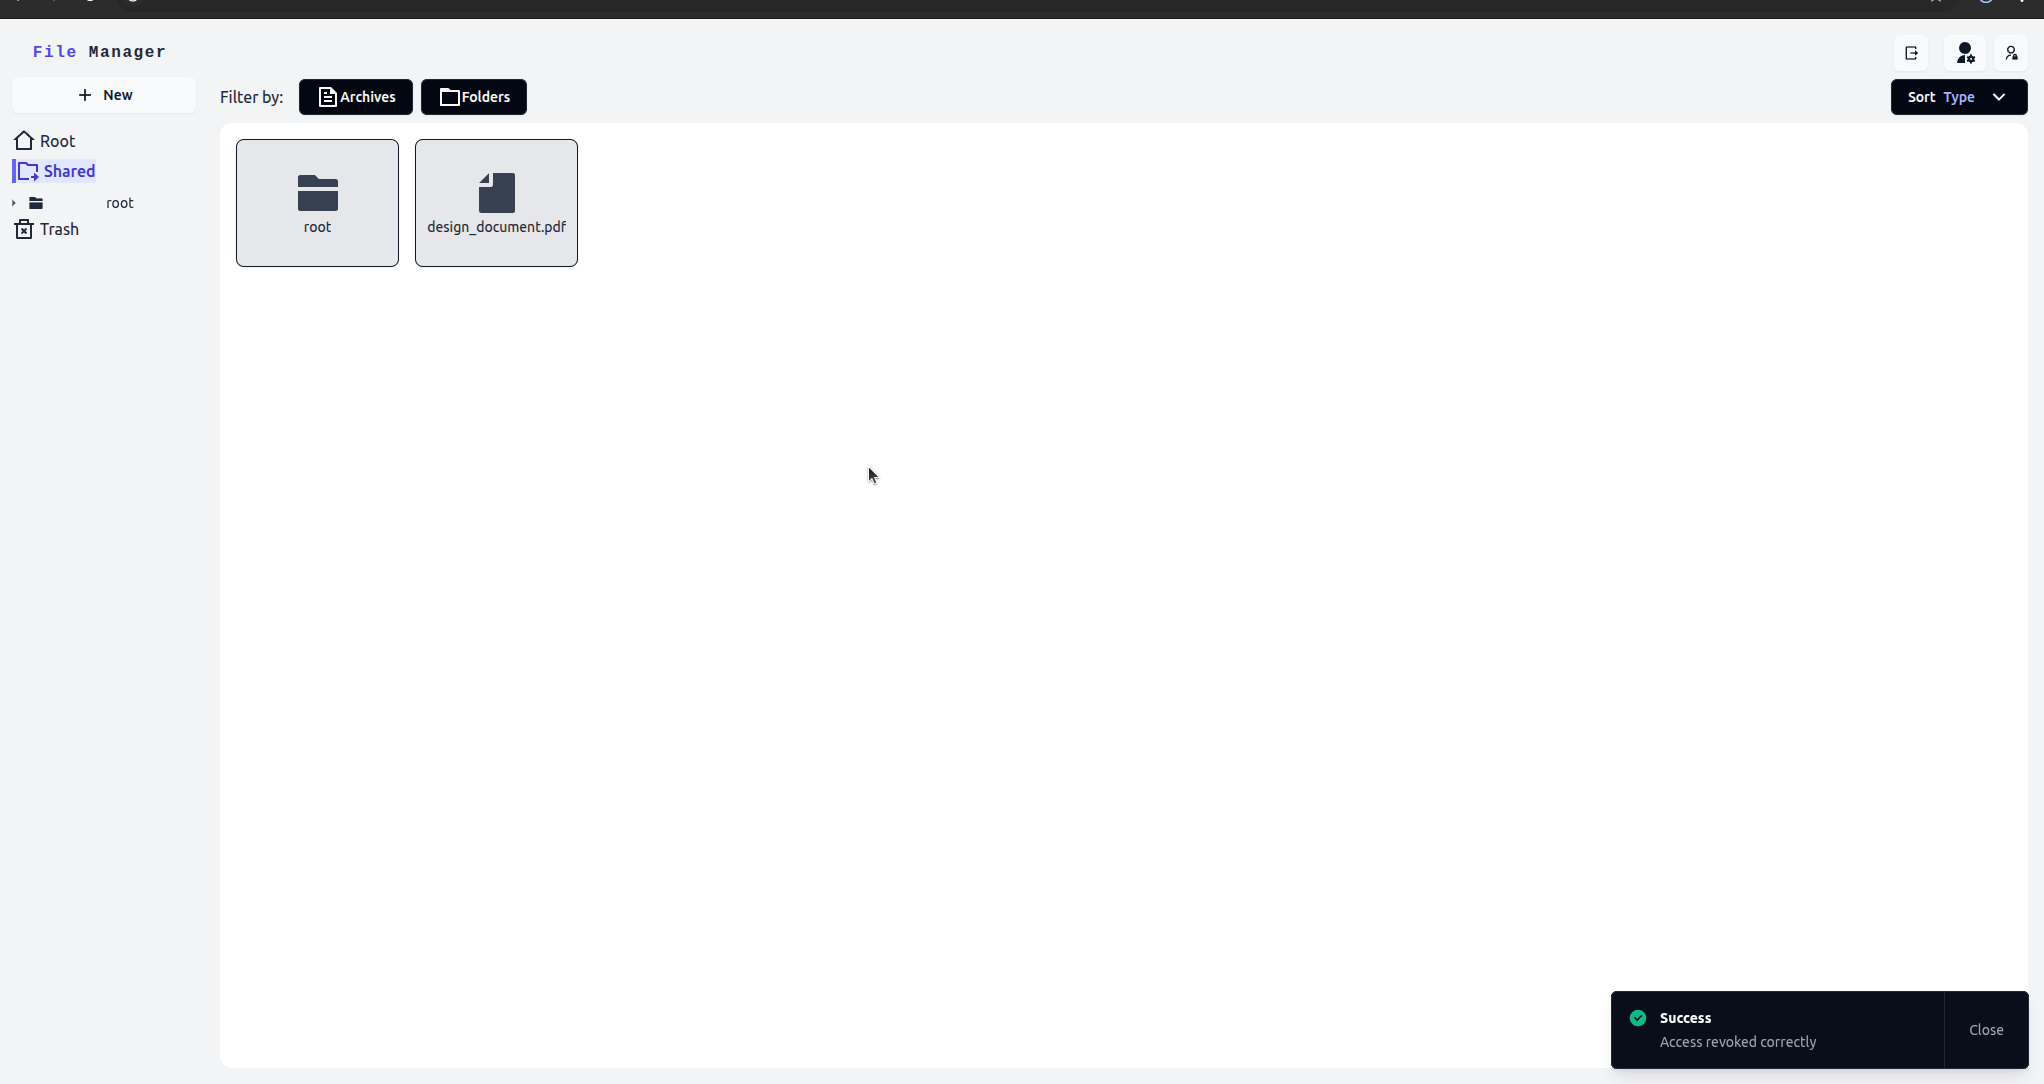 File Manager
New
Filter by:
Archives
Folders
Sort Type
Root
Shared
root
Trash
root
design_document.pdf
Success
Access revoked correctly
Close